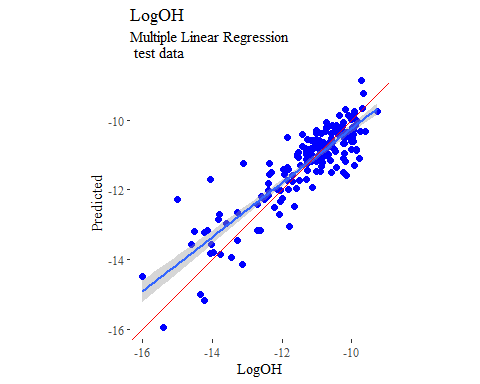 LogOH
Multiple Linear Regression
test data
-10
-12
-14
-16
Predicted
-16 -14 -12 -10
LogOH